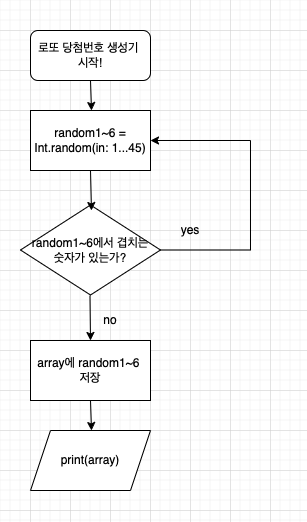 로또 당첨번호 생성기
시작!
random1~6 =
Int.random(in: 1...45)
random1~6에서 겹치는
숫자가 있는가?
yes
no
array에 random1~6
저장
print(array)